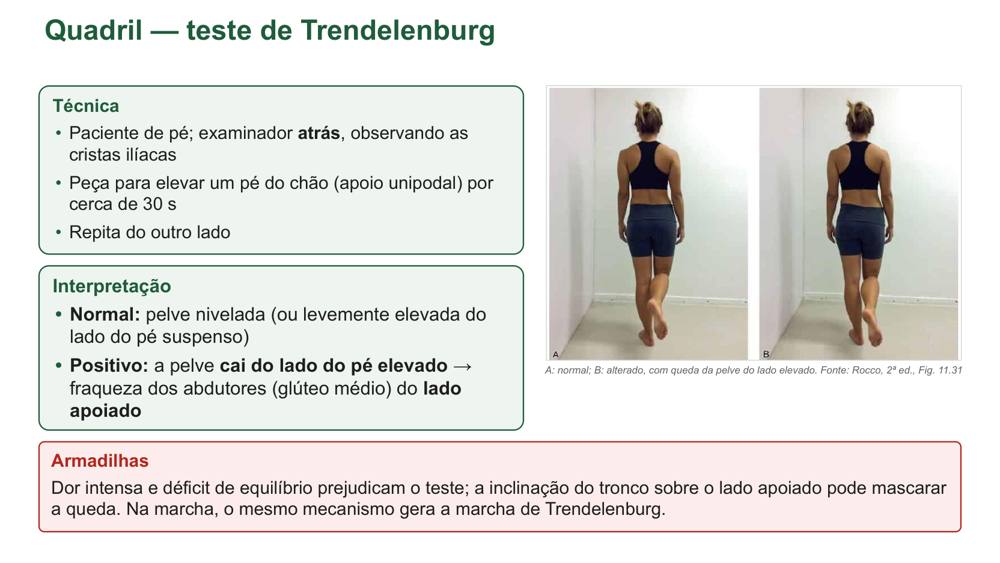 Quadril — teste de Trendelenburg
Técnica
• Paciente de pé; examinador atrás, observando as
cristas ilíacas
• Peça para elevar um pé do chão (apoio unipodal) por
cerca de 30 s
• Repita do outro lado
Interpretação
• Normal: pelve nivelada (ou levemente elevada do
lado do pé suspenso)
• Positivo: a pelve cai do lado do pé elevado →
fraqueza dos abdutores (glúteo médio) do lado
apoiado
A
B
A: normal; B: alterado, com queda da pelve do lado elevado. Fonte: Rocco, 2ª ed., Fig. 11.31
Armadilhas
Dor intensa e déficit de equilíbrio prejudicam o teste; a inclinação do tronco sobre o lado apoiado pode mascarar
a queda. Na marcha, o mesmo mecanismo gera a marcha de Trendelenburg.